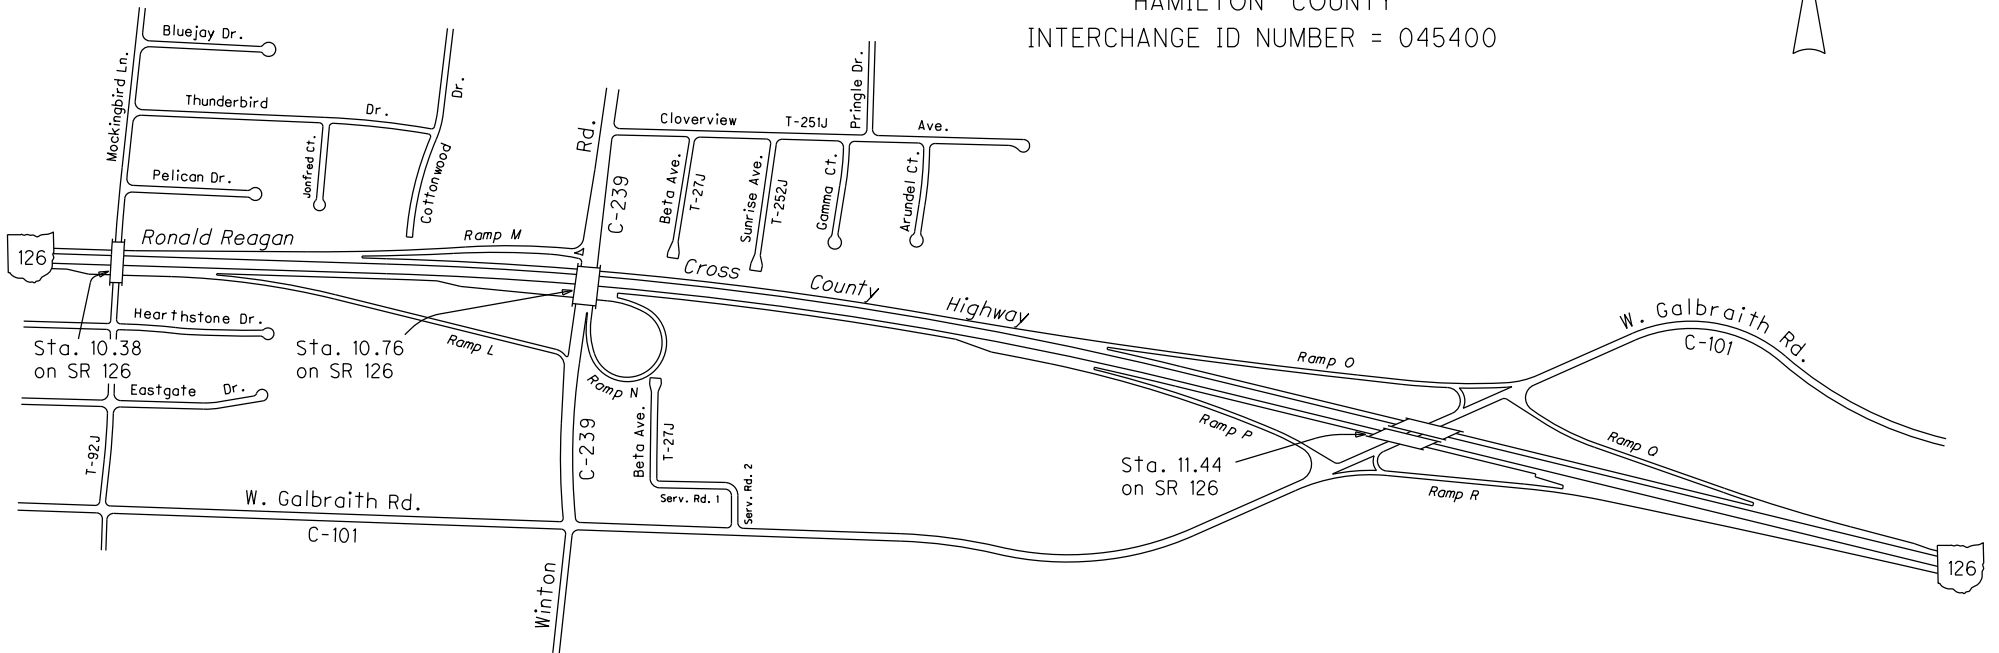 HAMILTON COUNTY
INTERCHANGE ID NUMBER = 045400
Bluejay Dr.
Mockingbird Ln.
Thunderbird Dr.
Dr.
Cottonwood
Jonfred Ct.
Pelican Dr.
Rd.
C-239
Cloverview T-251J Ave.
Pringle Dr.
Beta Ave.
T-27J
Sunrise Ave.
T-252J
Gamma Ct.
Arundel Ct.
126
Ronald Reagan Cross County Highway
Ramp M
Hearthstone Dr.
Sta. 10.38
on SR 126
Sta. 10.76
on SR 126
Ramp L
Ramp N
Eastgate Dr.
T-92J
C-239
Beta Ave.
T-27J
Serv. Rd. 1
Serv. Rd. 2
W. Galbraith Rd.
C-101
Winton
Ramp O
Ramp P
Sta. 11.44
on SR 126
Ramp Q
Ramp R
W. Galbraith Rd.
C-101
126